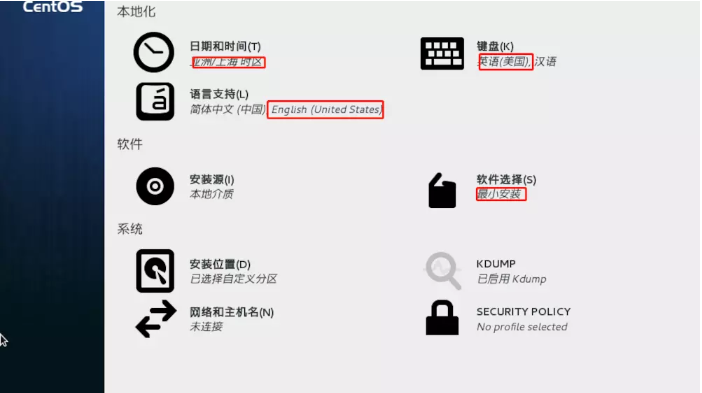 CentOS
本地化
日期和时间(T)
亚洲/上海 时区
键盘(K)
英语(美国), 汉语
语言支持(L)
简体中文 (中国), English (United States)
软件
安装源(I)
本地介质
软件选择(S)
最小安装
系统
安装位置(D)
已选择自定义分区
KDUMP
已启用 Kdump
网络和主机名(N)
未连接
SECURITY POLICY
No profile selected